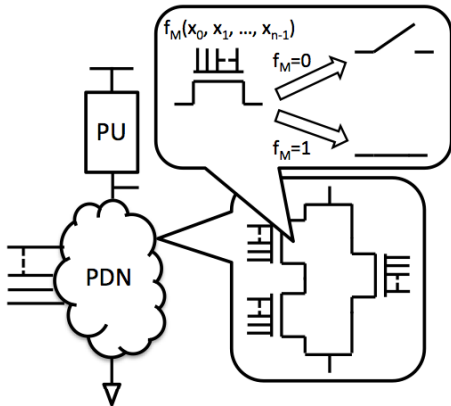 f_M(x_0, x_1, ..., x_{n-1})
f_M=0
PU
f_M=1
PDN